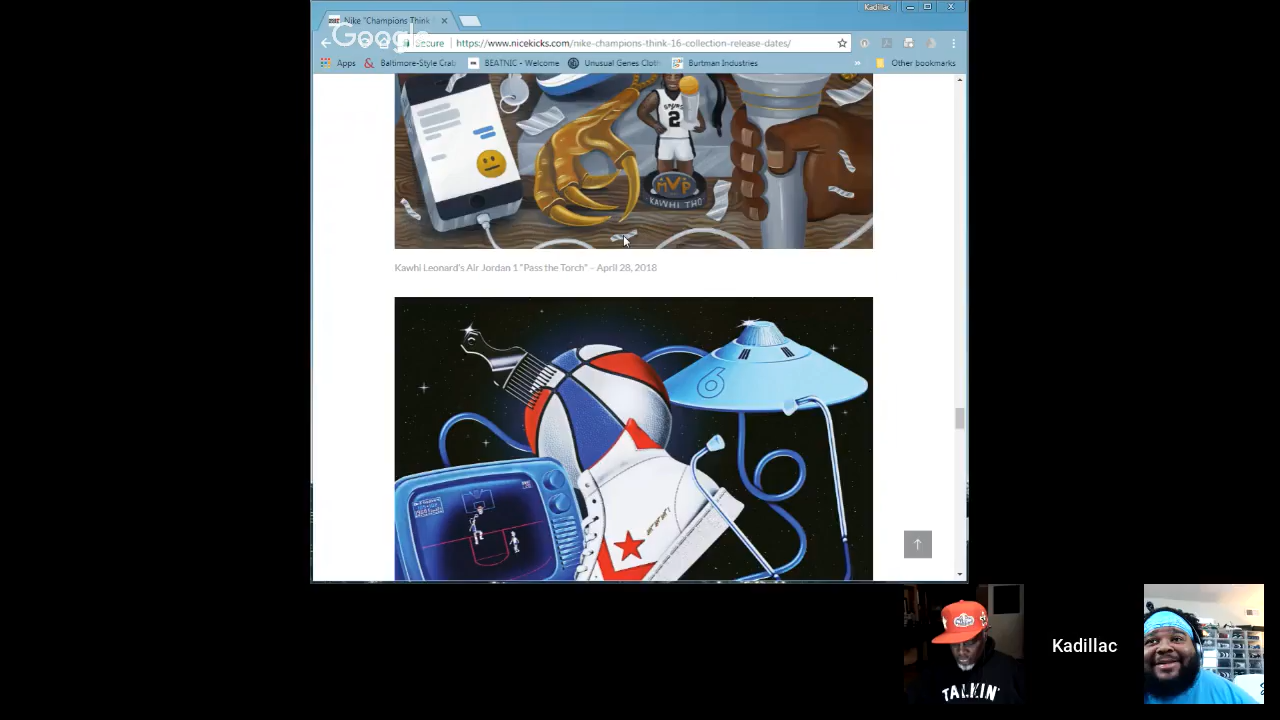 Kadillac
Nike "Champions Think
Google
Secure
https://www.nicekicks.com/nike-champions-think-16-collection-release-dates/
Apps
Baltimore-Style Crab
BEATNIC - Welcome
Unusual Genes Cloth
Burtman Industries
»
Other bookmarks
2
MVP
KAWHI THO
Kawhi Leonard's Air Jordan 1 "Pass the Torch" – April 28, 2018
6
TALKIN'
Kadillac